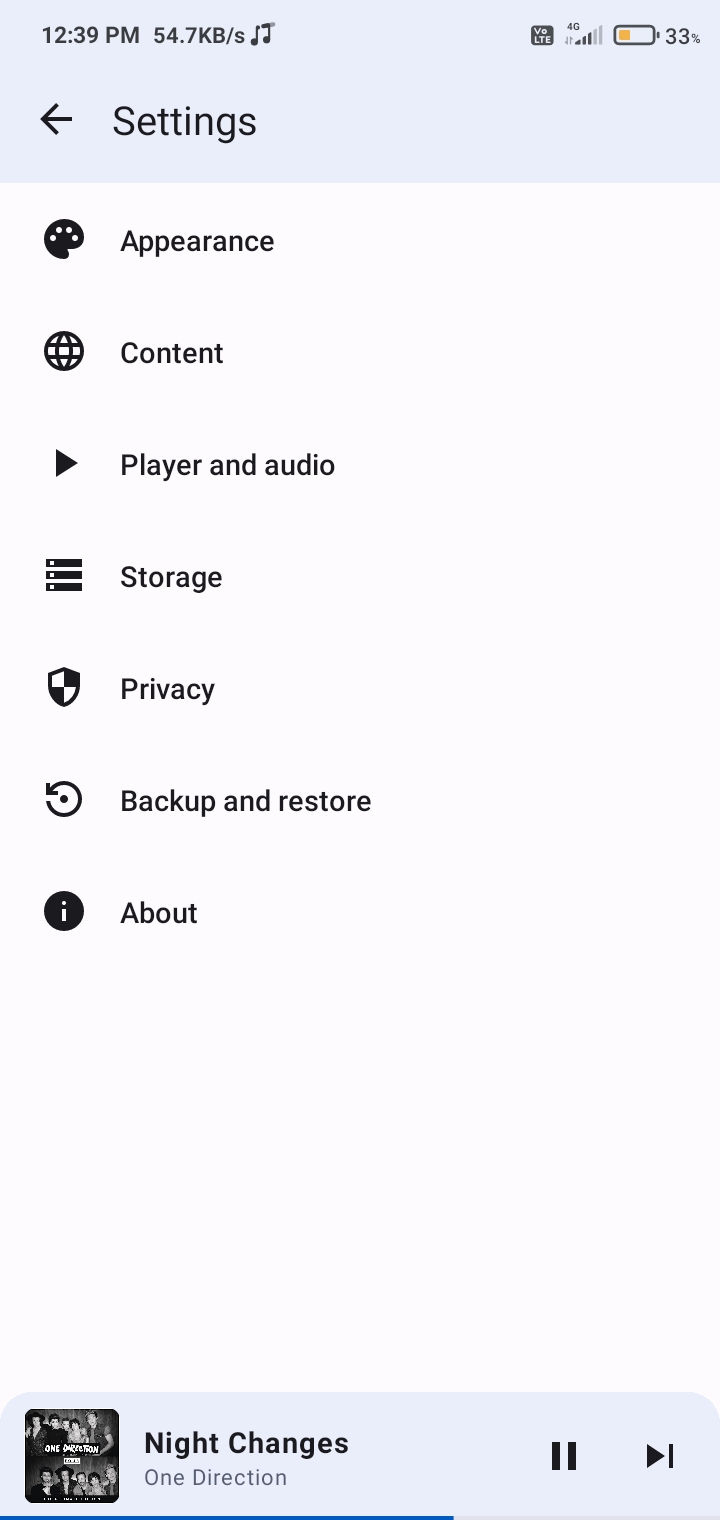 12:39 PM 54.7KB/s Vo LTE 4G 33%
Settings
Appearance
Content
Player and audio
Storage
Privacy
Backup and restore
About
ONE DIRECTION
FOUR
Night Changes
One Direction